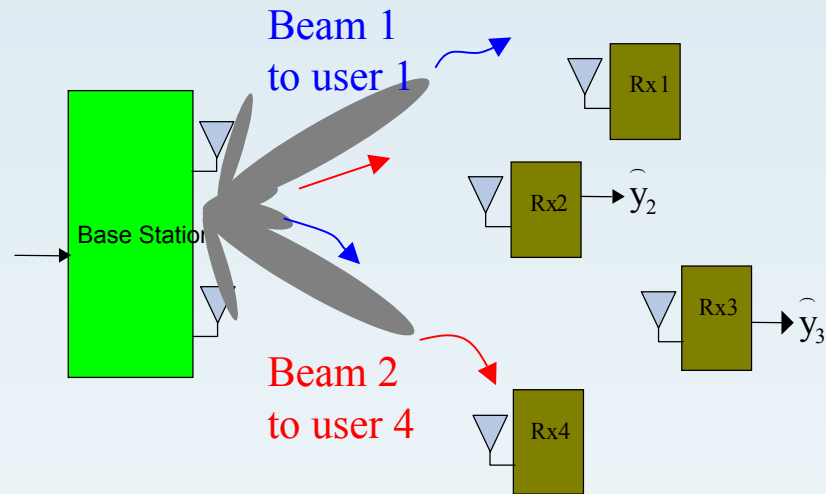 Beam 1
to user 1
Rx1
Rx2
ŷ₂
Base Station
Rx3
ŷ₃
Beam 2
to user 4
Rx4